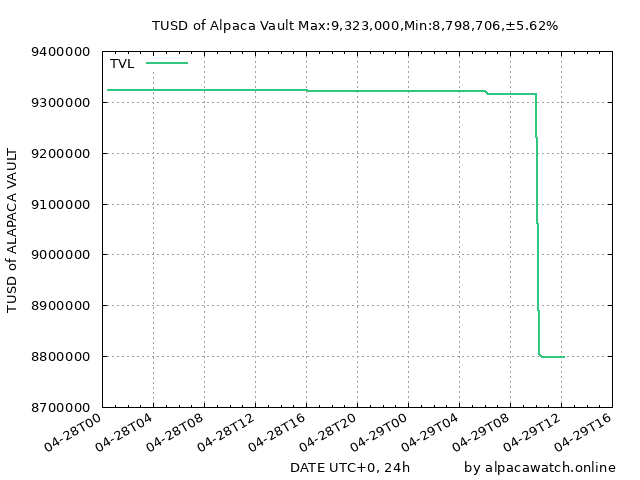 TUSD of Alpaca Vault Max:9,323,000,Min:8,798,706,±5.62%
TVL
TUSD of ALAPACA VAULT
9400000
9300000
9200000
9100000
9000000
8900000
8800000
8700000
04-28T00
04-28T04
04-28T08
04-28T12
04-28T16
04-28T20
04-29T00
04-29T04
04-29T08
04-29T12
04-29T16
DATE UTC+0, 24h
by alpacawatch.online